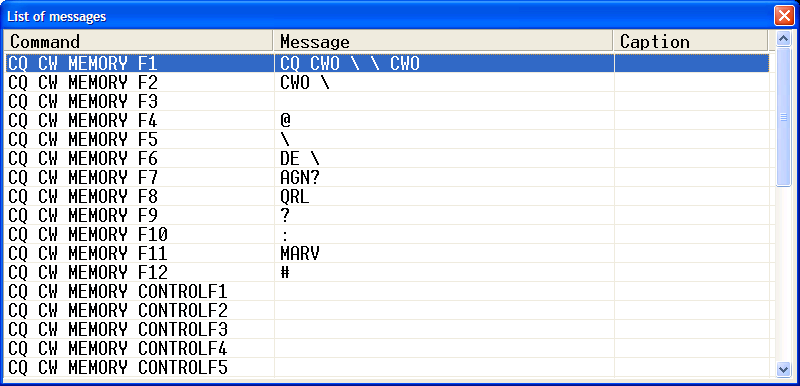 List of messages
Command Message Caption
CQ CW MEMORY F1 CQ CWO \ \ CWO
CQ CW MEMORY F2 CWO \
CQ CW MEMORY F3
CQ CW MEMORY F4 @
CQ CW MEMORY F5 \
CQ CW MEMORY F6 DE \
CQ CW MEMORY F7 AGN?
CQ CW MEMORY F8 QRL
CQ CW MEMORY F9 ?
CQ CW MEMORY F10 :
CQ CW MEMORY F11 MARV
CQ CW MEMORY F12 #
CQ CW MEMORY CONTROLF1
CQ CW MEMORY CONTROLF2
CQ CW MEMORY CONTROLF3
CQ CW MEMORY CONTROLF4
CQ CW MEMORY CONTROLF5